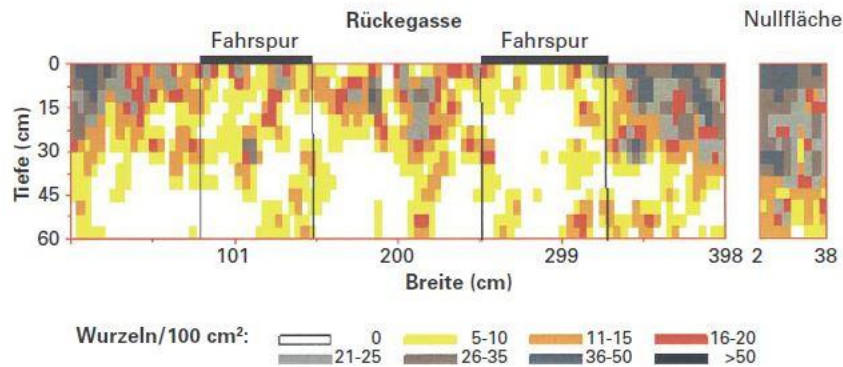 Rückegasse
Nullfläche
Fahrspur
Fahrspur
Tiefe (cm)
0
15
30
45
60
101
200
299
398
2
38
Breite (cm)
Wurzeln/100 cm²:
0
5-10
11-15
16-20
21-25
26-35
36-50
>50